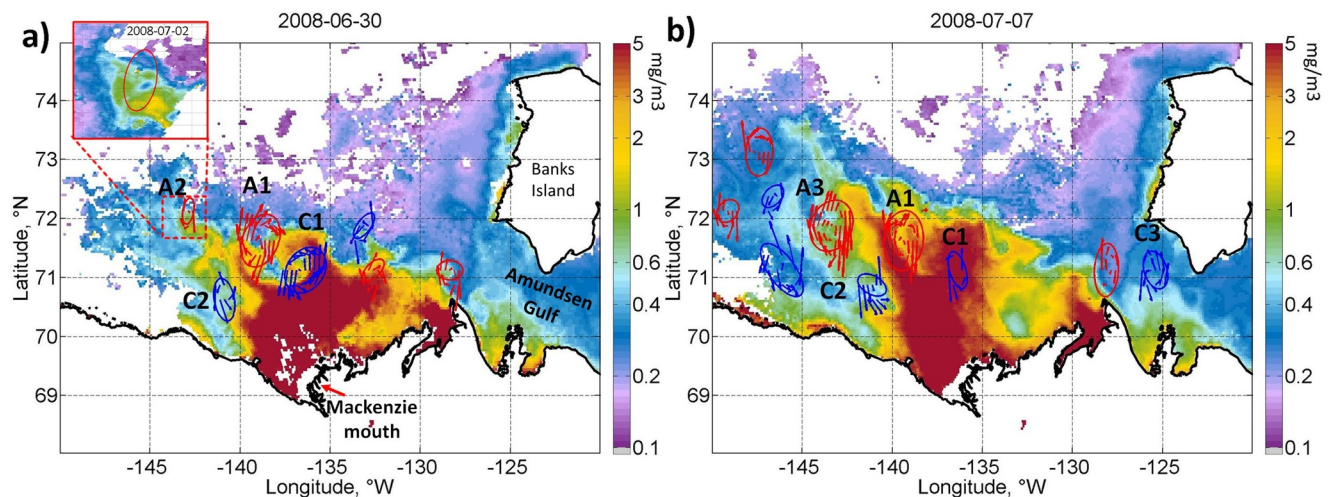 2008-06-30
a)
2008-07-02
A2
A1
C1
C2
Banks
Island
Amundsen
Gulf
Mackenzie
mouth
74
73
72
71
70
69
Latitude, °N
-145
-140
-135
-130
-125
Longitude, °W
5
mg/m3
3
2
1
0.6
0.4
0.2
0.1
2008-07-07
b)
A3
A1
C1
C2
C3
74
73
72
71
70
69
Latitude, °N
-145
-140
-135
-130
-125
Longitude, °W
5
mg/m3
3
2
1
0.6
0.4
0.2
0.1